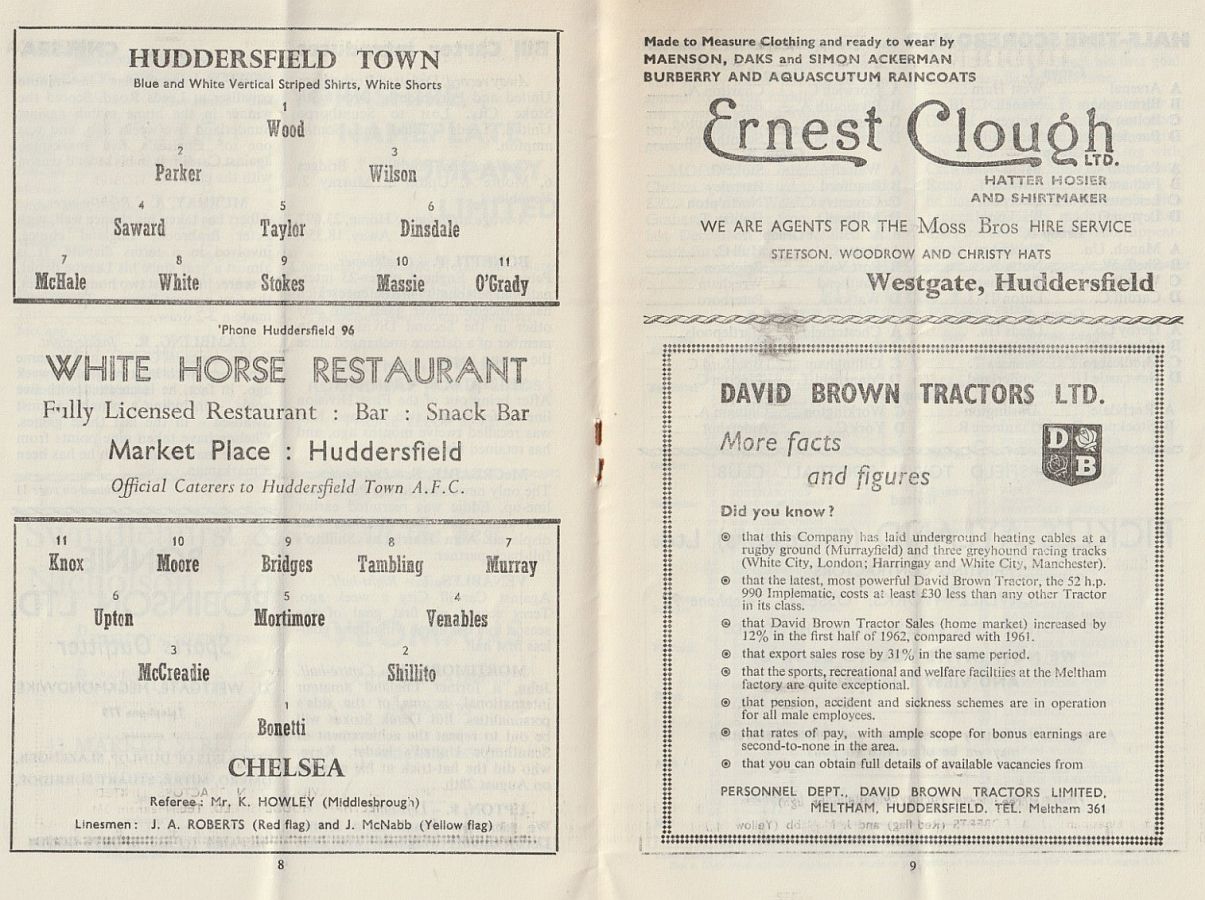 HUDDERSFIELD TOWN
Blue and White Vertical Striped Shirts, White Shorts
1
Wood
2 3
Parker Wilson
4 5 6
Saward Taylor Dinsdale
7 8 9 10 11
McHale White Stokes Massie O'Grady
'Phone Huddersfield 96
WHITE HORSE RESTAURANT
Fully Licensed Restaurant : Bar : Snack Bar
Market Place : Huddersfield
Official Caterers to Huddersfield Town A.F.C.
11 10 9 8 7
Knox Moore Bridges Tambling Murray
6 5 4
Upton Mortimore Venables
3 2
McCreadie Shillito
1
Bonetti
CHELSEA
Referee : Mr. K. HOWLEY (Middlesbrough)
Linesmen : J. A. ROBERTS (Red flag) and J. McNabb (Yellow flag)
8
Made to Measure Clothing and ready to wear by
MAENSON, DAKS and SIMON ACKERMAN
BURBERRY AND AQUASCUTUM RAINCOATS
Ernest Clough
LTD.
HATTER HOSIER
AND SHIRTMAKER
WE ARE AGENTS FOR THE Moss Bros HIRE SERVICE
STETSON. WOODROW AND CHRISTY HATS
Westgate, Huddersfield
DAVID BROWN TRACTORS LTD.
More facts
and figures
D
B
Did you know?
that this Company has laid underground heating cables at a
rugby ground (Murrayfield) and three greyhound racing tracks
(White City, London; Harringay and White City, Manchester).
that the latest, most powerful David Brown Tractor, the 52 h.p.
990 Implematic, costs at least £30 less than any other Tractor
in its class.
that David Brown Tractor Sales (home market) increased by
12% in the first half of 1962, compared with 1961.
that export sales rose by 31% in the same period.
that the sports, recreational and welfare facilities at the Meltham
factory are quite exceptional.
that pension, accident and sickness schemes are in operation
for all male employees.
that rates of pay, with ample scope for bonus earnings are
second-to-none in the area.
that you can obtain full details of available vacancies from
PERSONNEL DEPT., DAVID BROWN TRACTORS LIMITED,
MELTHAM, HUDDERSFIELD. TEL. Meltham 361
9